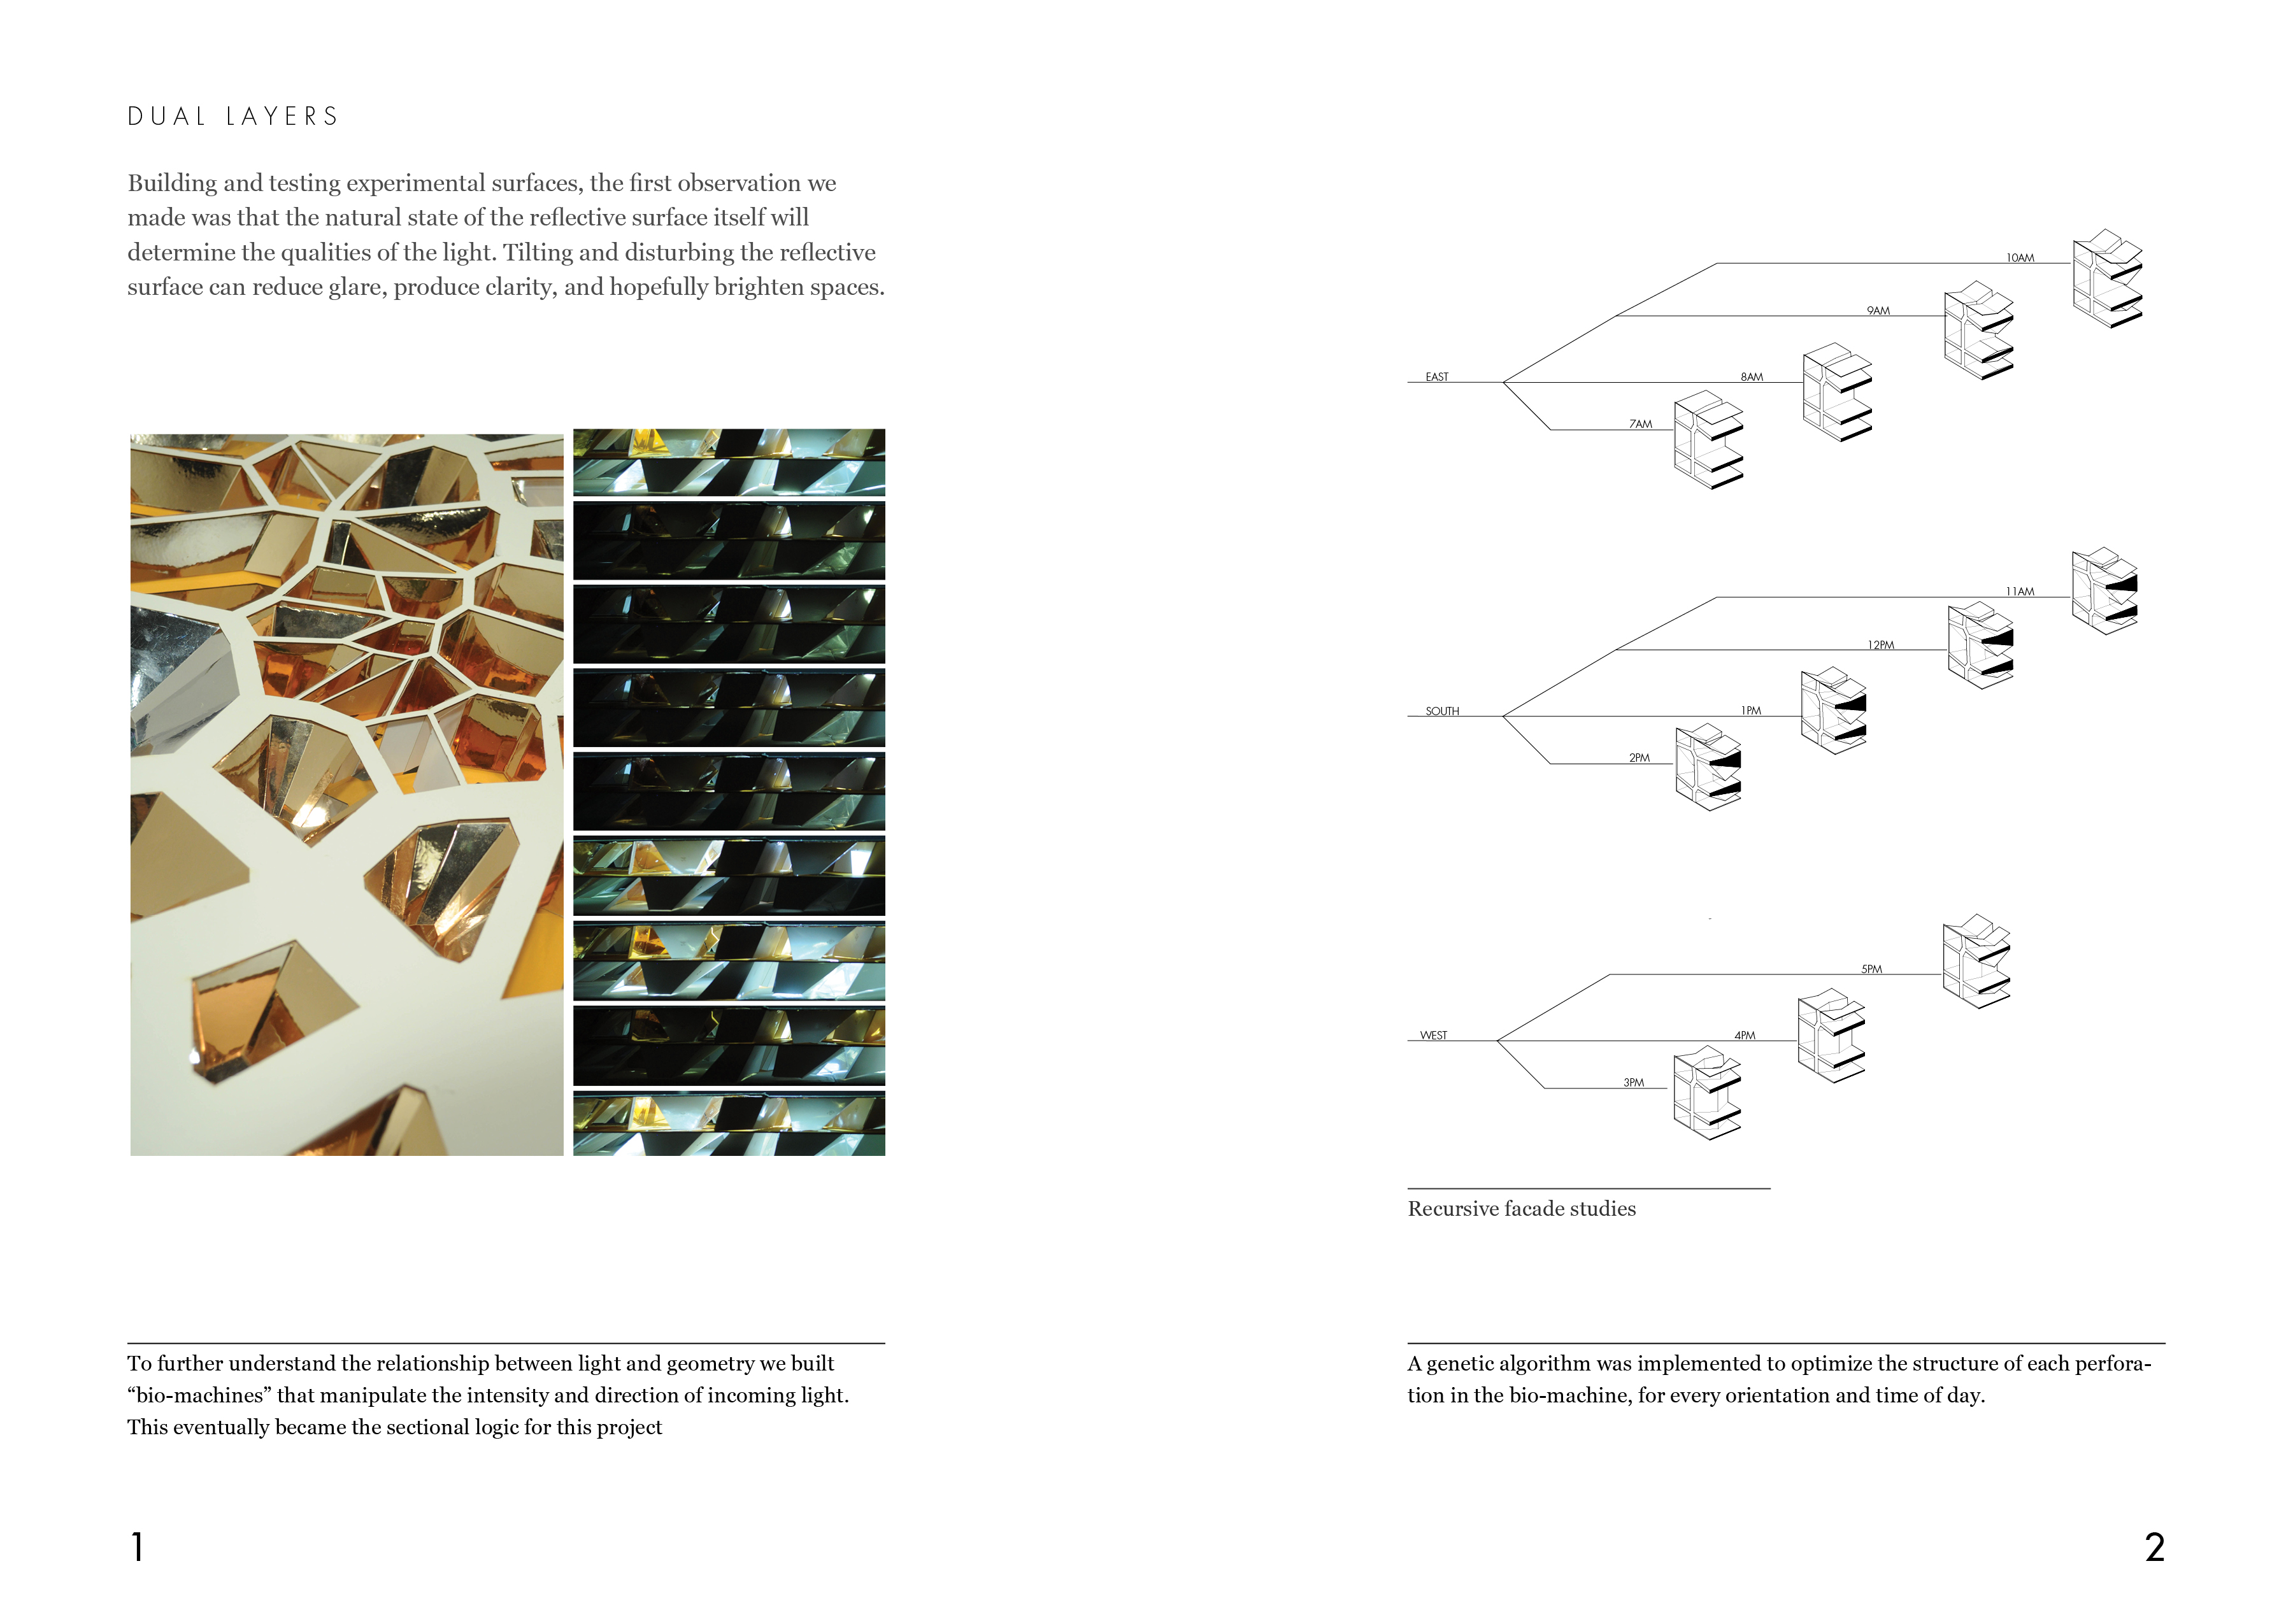 DUAL LAYERS
Building and testing experimental surfaces, the first observation we
made was that the natural state of the reflective surface itself will
determine the qualities of the light. Tilting and disturbing the reflective
surface can reduce glare, produce clarity, and hopefully brighten spaces.
To further understand the relationship between light and geometry we built
“bio-machines” that manipulate the intensity and direction of incoming light.
This eventually became the sectional logic for this project
1
10AM
9AM
EAST
8AM
7AM
11AM
12PM
SOUTH
1PM
2PM
5PM
WEST
4PM
3PM
Recursive facade studies
A genetic algorithm was implemented to optimize the structure of each perfora-
tion in the bio-machine, for every orientation and time of day.
2